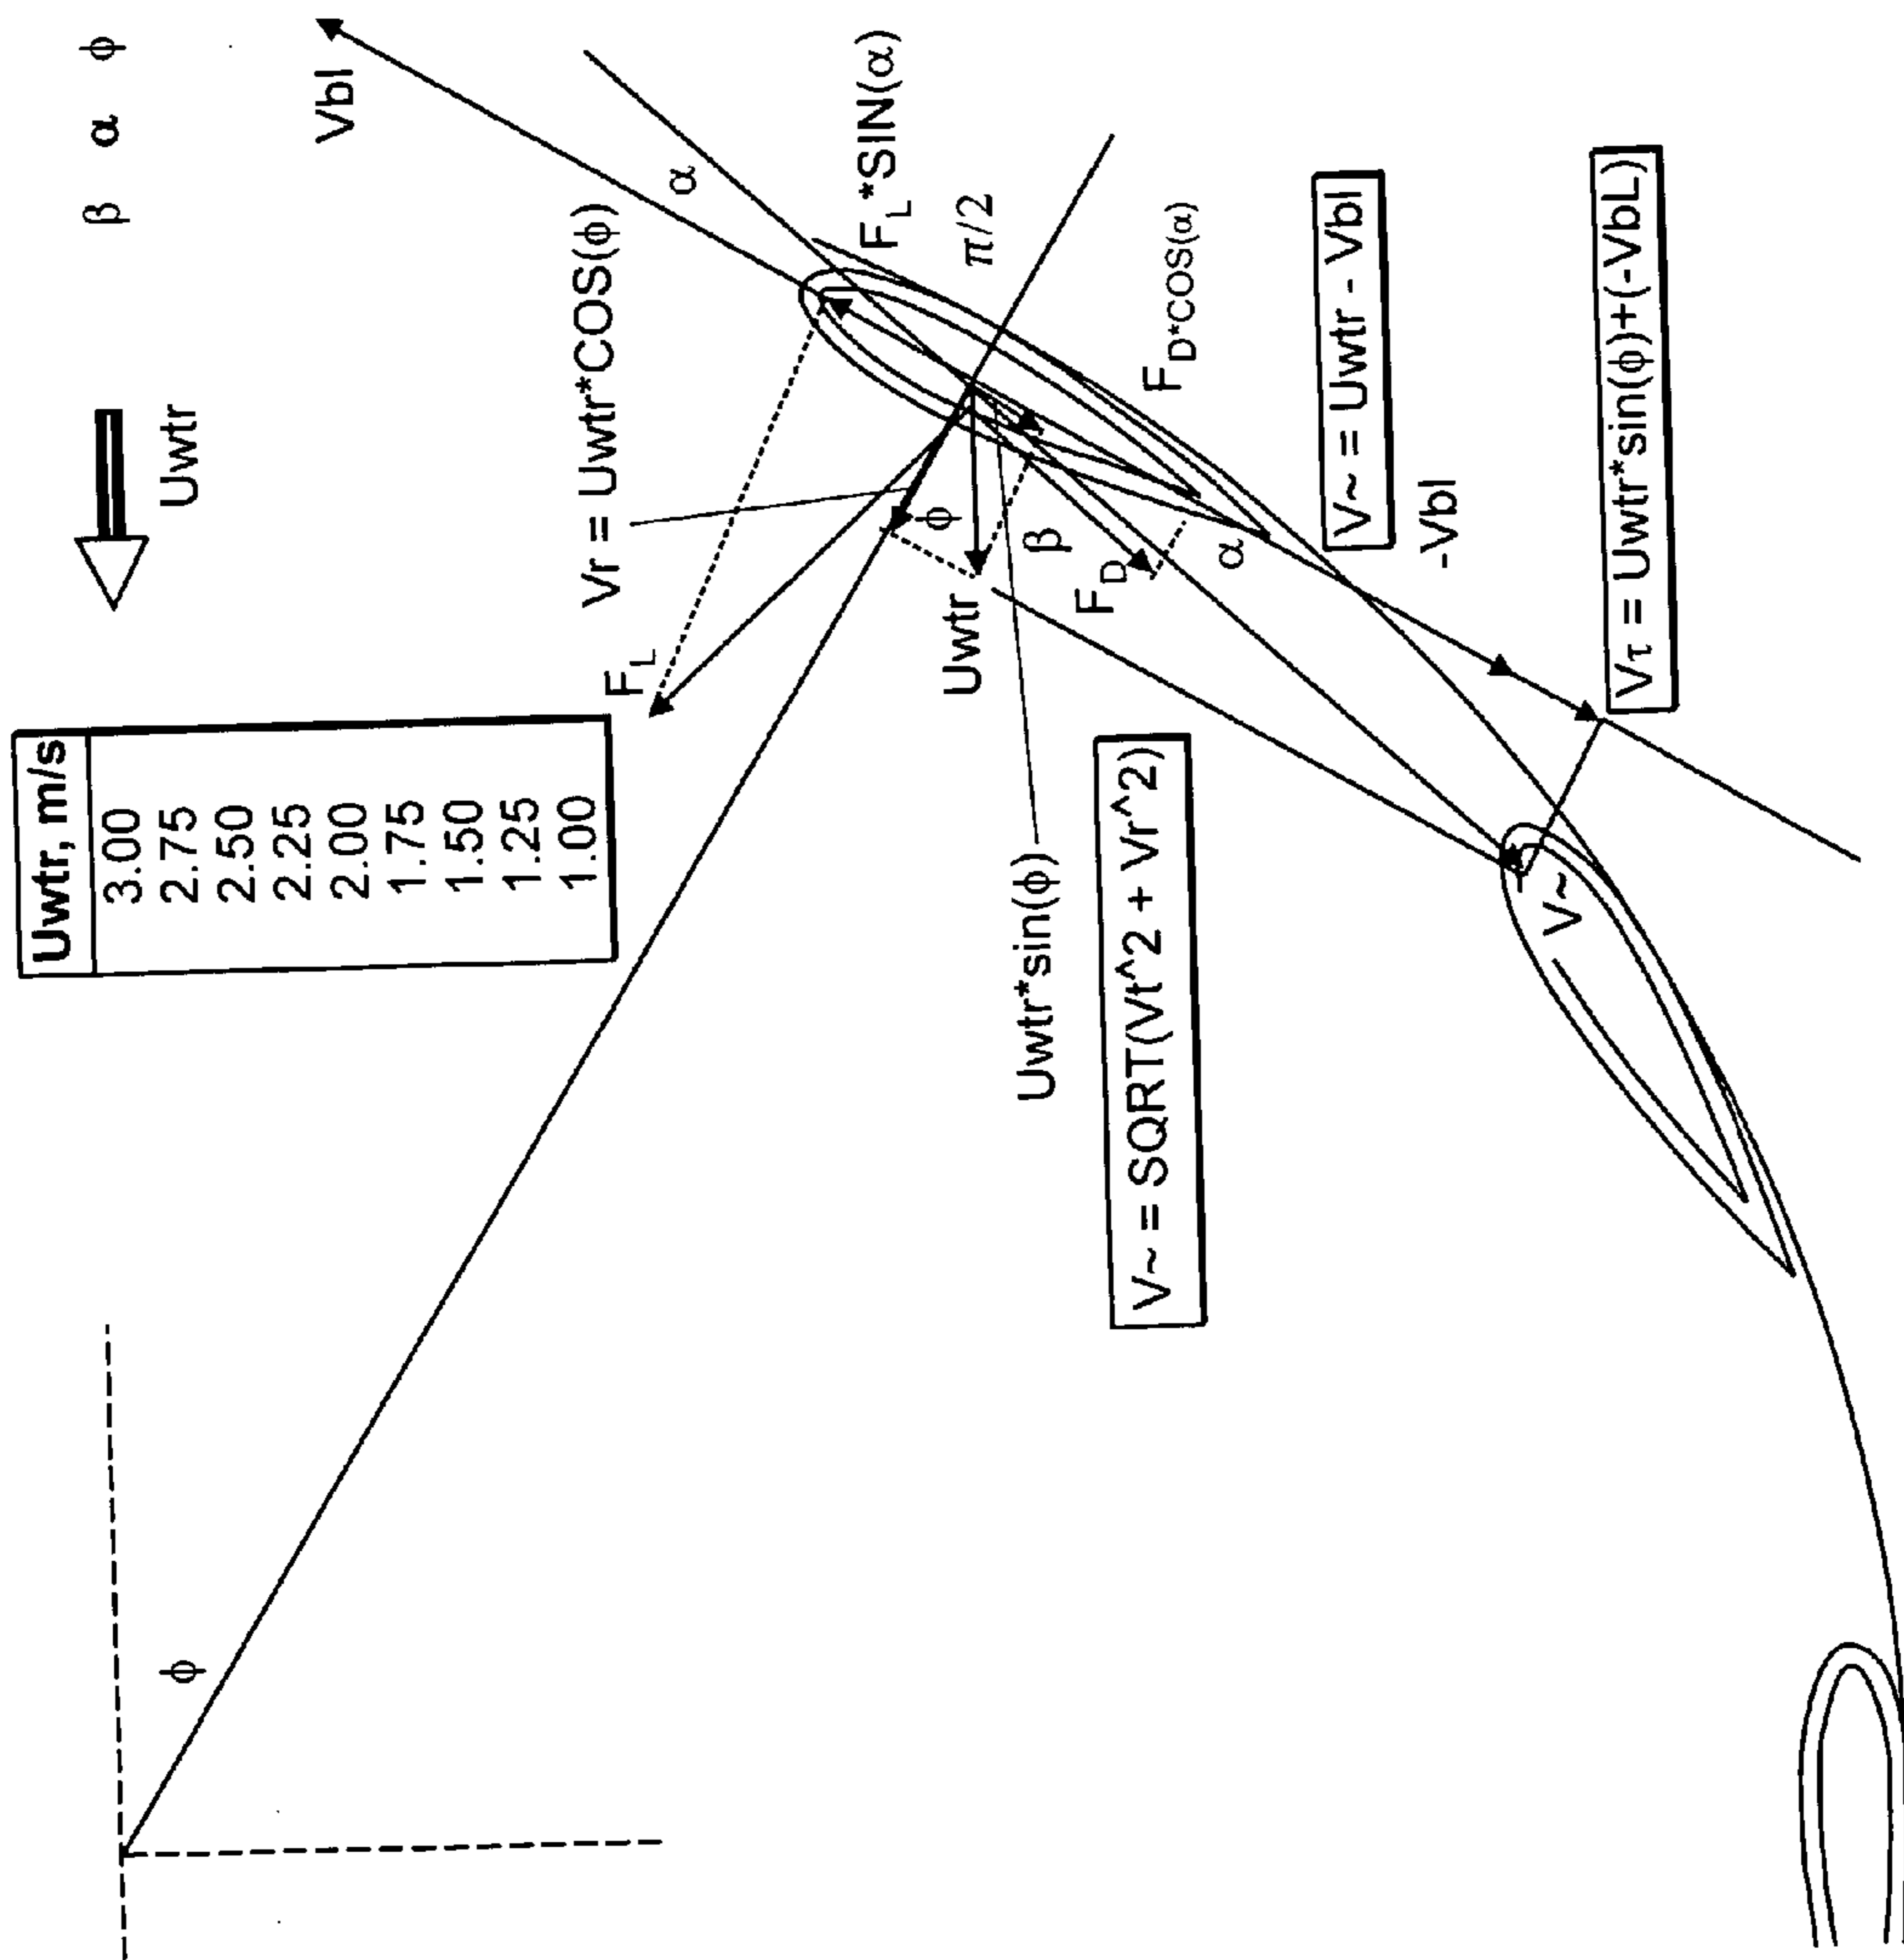 Uwtr, m/s
3.00
2.75
2.50
2.25
2.00
1.75
1.50
1.25
1.00
β α ϕ
Uwtr
ϕ
Vbl
Vr = Uwtr*COS(ϕ)
F_L
α
F_L*SIN(α)
ϕ
Uwtr
π/2
Uwtr*sin(ϕ)
β
F_D
V~ = SQRT(Vt^2 + Vr^2)
F_D*COS(α)
α
V~ = Uwtr - Vbl
-Vbl
V~
Vτ = Uwtr*sin(ϕ)+(-VbL)